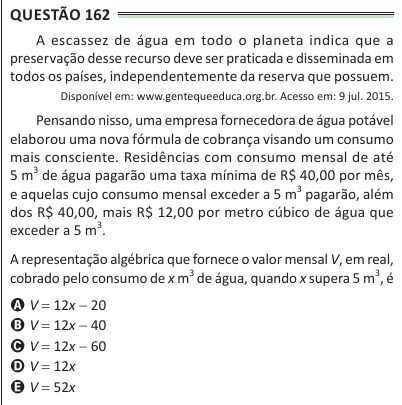 QUESTÃO 162
A escassez de água em todo o planeta indica que a
preservação desse recurso deve ser praticada e disseminada em
todos os países, independentemente da reserva que possuem.
Disponível em: www.gentequeeduca.org.br. Acesso em: 9 jul. 2015.
Pensando nisso, uma empresa fornecedora de água potável
elaborou uma nova fórmula de cobrança visando um consumo
mais consciente. Residências com consumo mensal de até
5 m³ de água pagarão uma taxa mínima de R$ 40,00 por mês,
e aquelas cujo consumo mensal exceder a 5 m³ pagarão, além
dos R$ 40,00, mais R$ 12,00 por metro cúbico de água que
exceder a 5 m³.
A representação algébrica que fornece o valor mensal V, em real,
cobrado pelo consumo de x m³ de água, quando x supera 5 m³, é
A V = 12x – 20
B V = 12x – 40
C V = 12x – 60
D V = 12x
E V = 52x